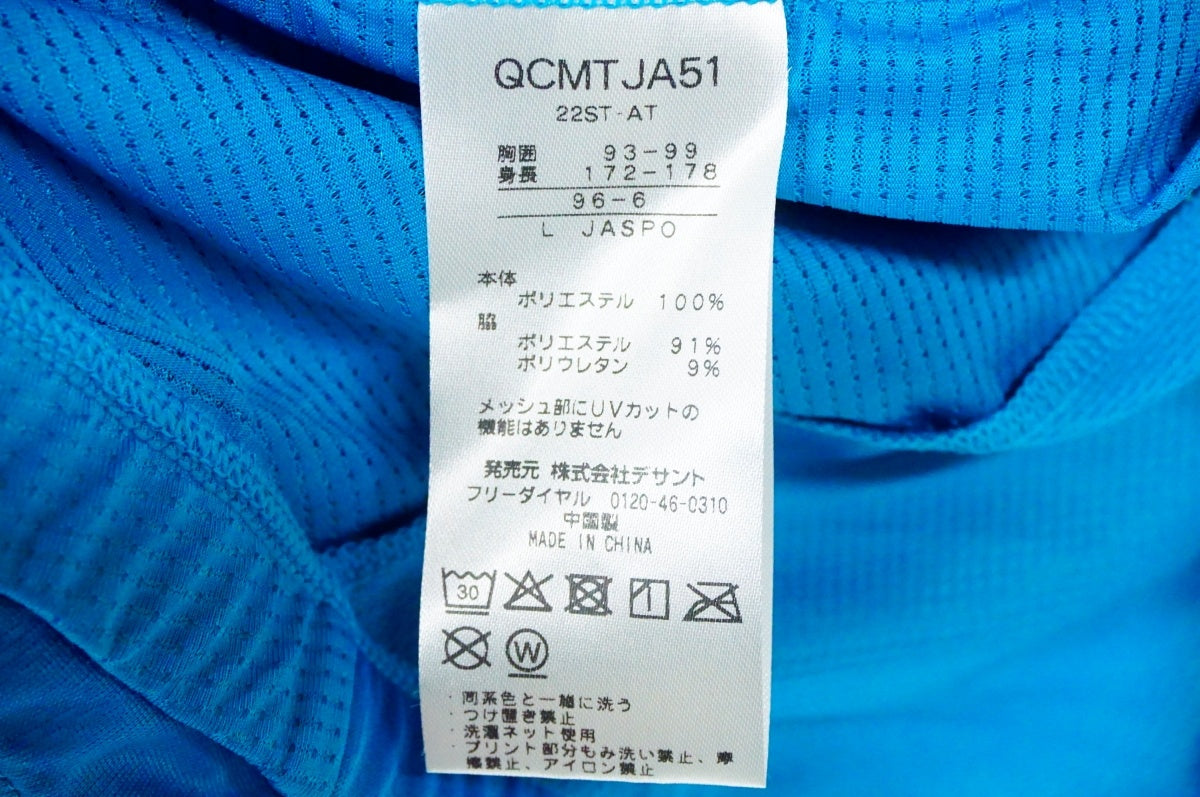 QCMTJA51
22ST-AT
胸囲 93-99
身長 172-178
96-6
L JASPO
本体
ポリエステル 100%
脇
ポリエステル 91%
ポリウレタン 9%
メッシュ部にUVカットの
機能はありません
発売元 株式会社デサント
フリーダイヤル 0120-46-0310
中国製
MADE IN CHINA
30
W
・同系色と一緒に洗う
・つけ置き禁止
・洗濯ネット使用
・プリント部分もみ洗い禁止、摩
擦禁止、アイロン禁止